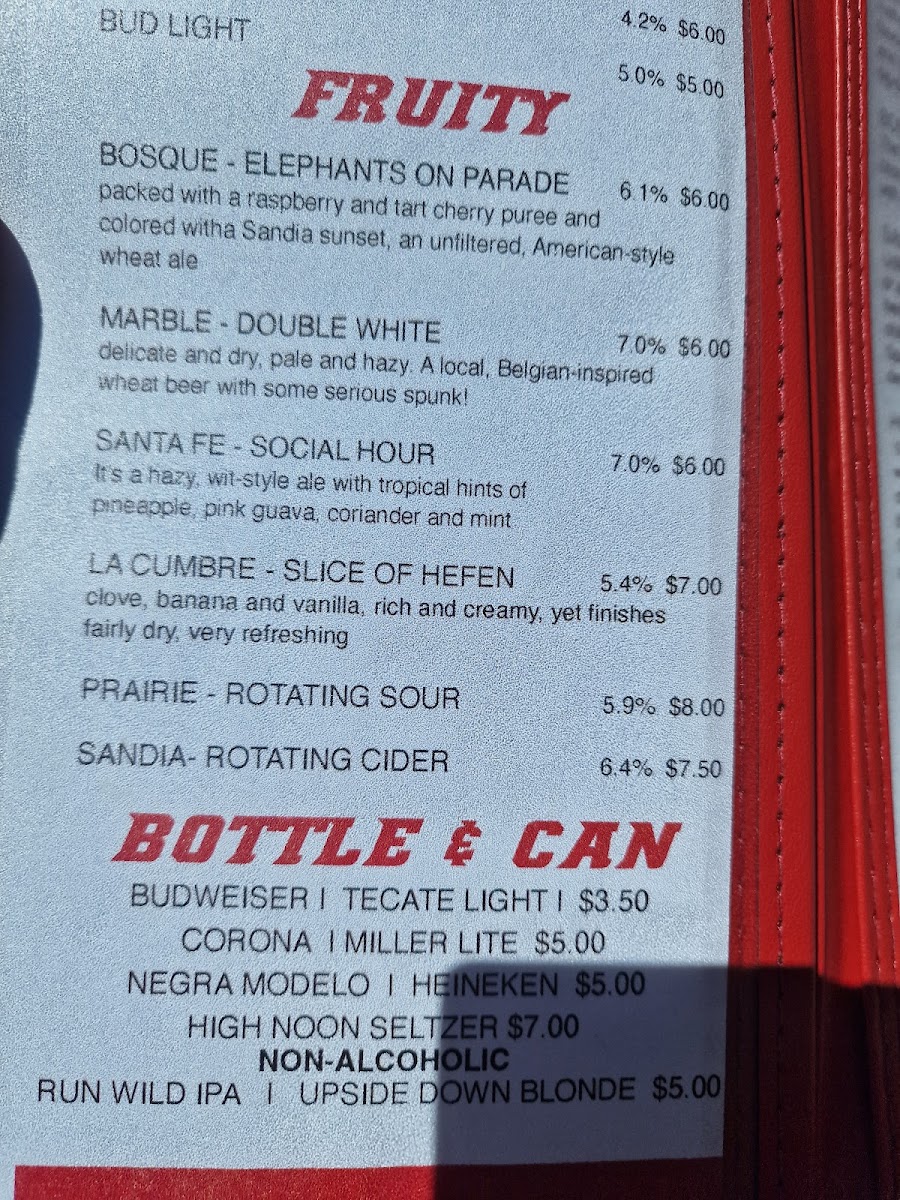 BUD LIGHT 4.2% $6.00
5.0% $5.00
FRUITY
BOSQUE - ELEPHANTS ON PARADE 6.1% $6.00
packed with a raspberry and tart cherry puree and
colored witha Sandia sunset, an unfiltered, American-style
wheat ale
MARBLE - DOUBLE WHITE 7.0% $6.00
delicate and dry, pale and hazy. A local, Belgian-inspired
wheat beer with some serious spunk!
SANTA FE - SOCIAL HOUR 7.0% $6.00
It's a hazy, wit-style ale with tropical hints of
pineapple, pink guava, coriander and mint
LA CUMBRE - SLICE OF HEFEN 5.4% $7.00
clove, banana and vanilla, rich and creamy, yet finishes
fairly dry, very refreshing
PRAIRIE - ROTATING SOUR 5.9% $8.00
SANDIA- ROTATING CIDER 6.4% $7.50
BOTTLE & CAN
BUDWEISER I TECATE LIGHT I $3.50
CORONA I MILLER LITE $5.00
NEGRA MODELO I HEINEKEN $5.00
HIGH NOON SELTZER $7.00
NON-ALCOHOLIC
RUN WILD IPA I UPSIDE DOWN BLONDE $5.00